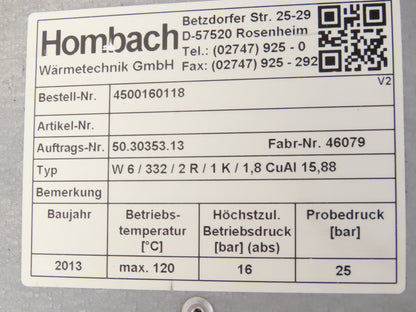 Hombach
Wärmetechnik GmbH
Betzdorfer Str. 25-29
D-57520 Rosenheim
Tel.: (02747) 925 - 0
Fax: (02747) 925 - 292
V2
Bestell-Nr. 4500160118
Artikel-Nr.
Auftrags-Nr. 50.30353.13 Fabr-Nr. 46079
Typ W 6 / 332 / 2 R / 1 K / 1,8 CuAl 15,88
Bemerkung
Baujahr Betriebs- Höchstzul. Probedruck
temperatur Betriebsdruck [bar]
[°C] [bar] (abs)
2013 max. 120 16 25